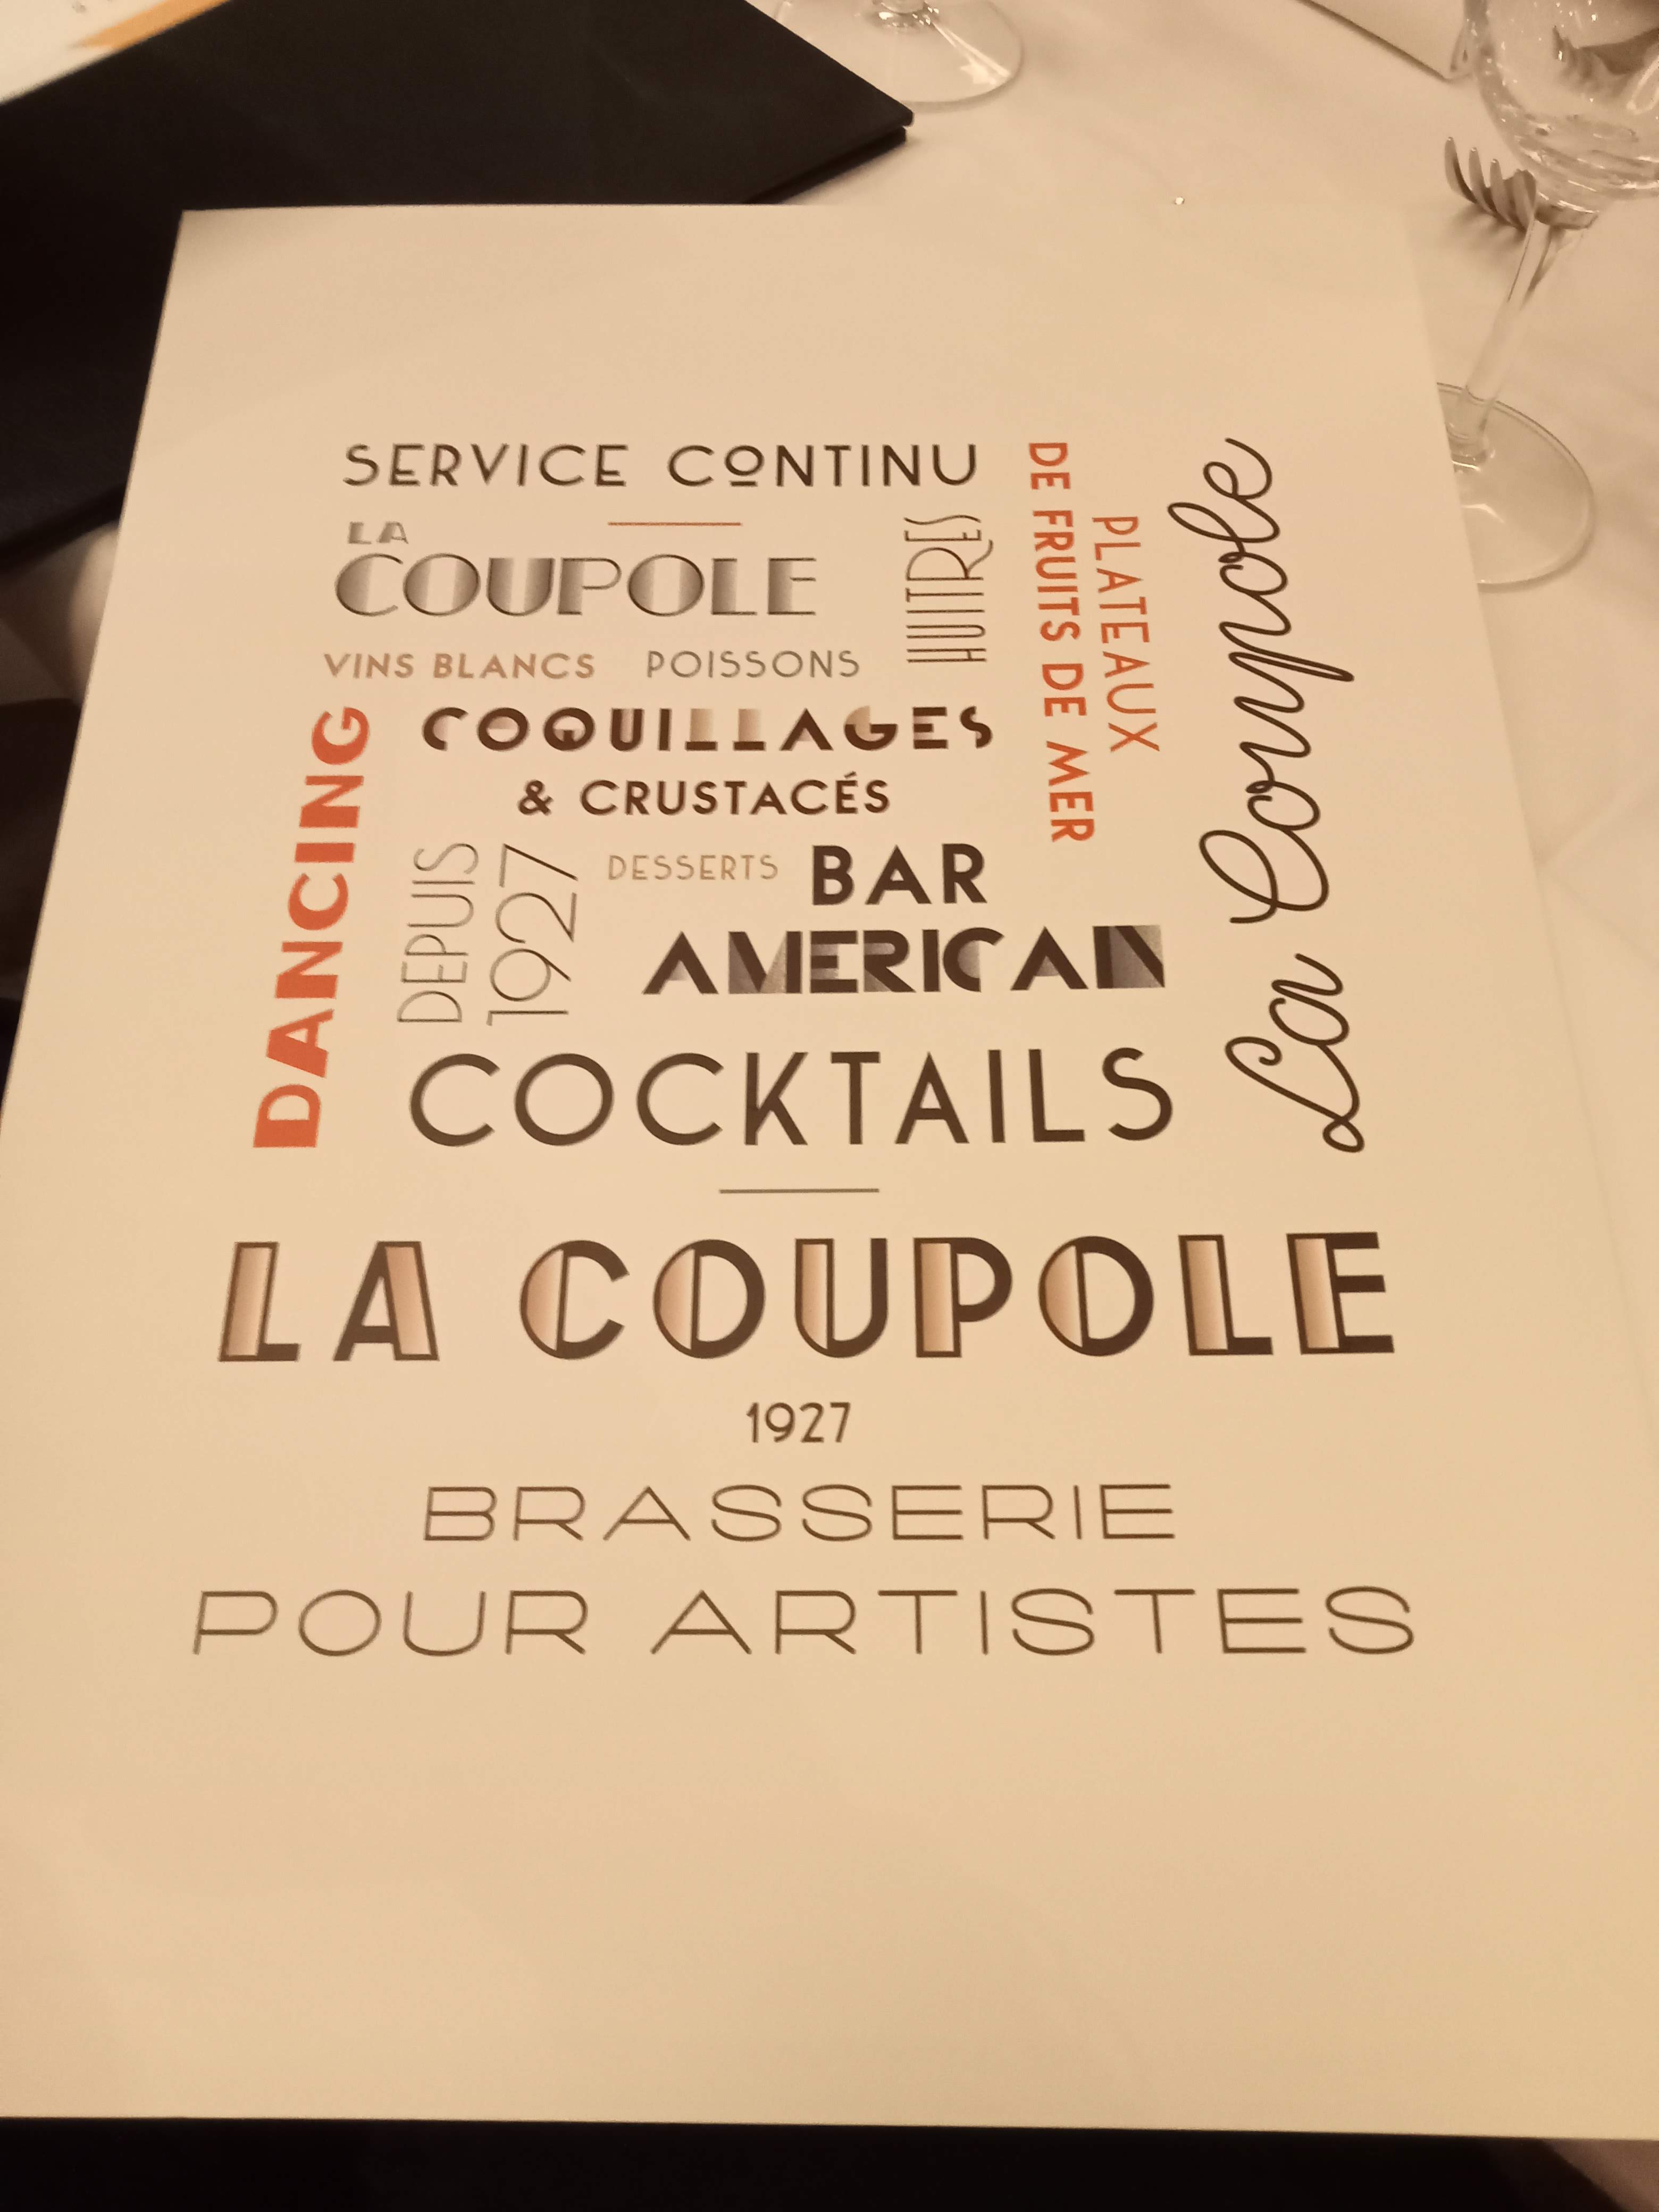 SERVICE CONTINU
LA
COUPOLE
HUITRES
PLATEAUX
DE FRUITS DE MER
La Coupole
VINS BLANCS POISSONS
COQUILLAGES
& CRUSTACÉS
DANCING
DEPUIS
1927
DESSERTS
BAR
AMERICAIN
COCKTAILS
LA COUPOLE
1927
BRASSERIE
POUR ARTISTES